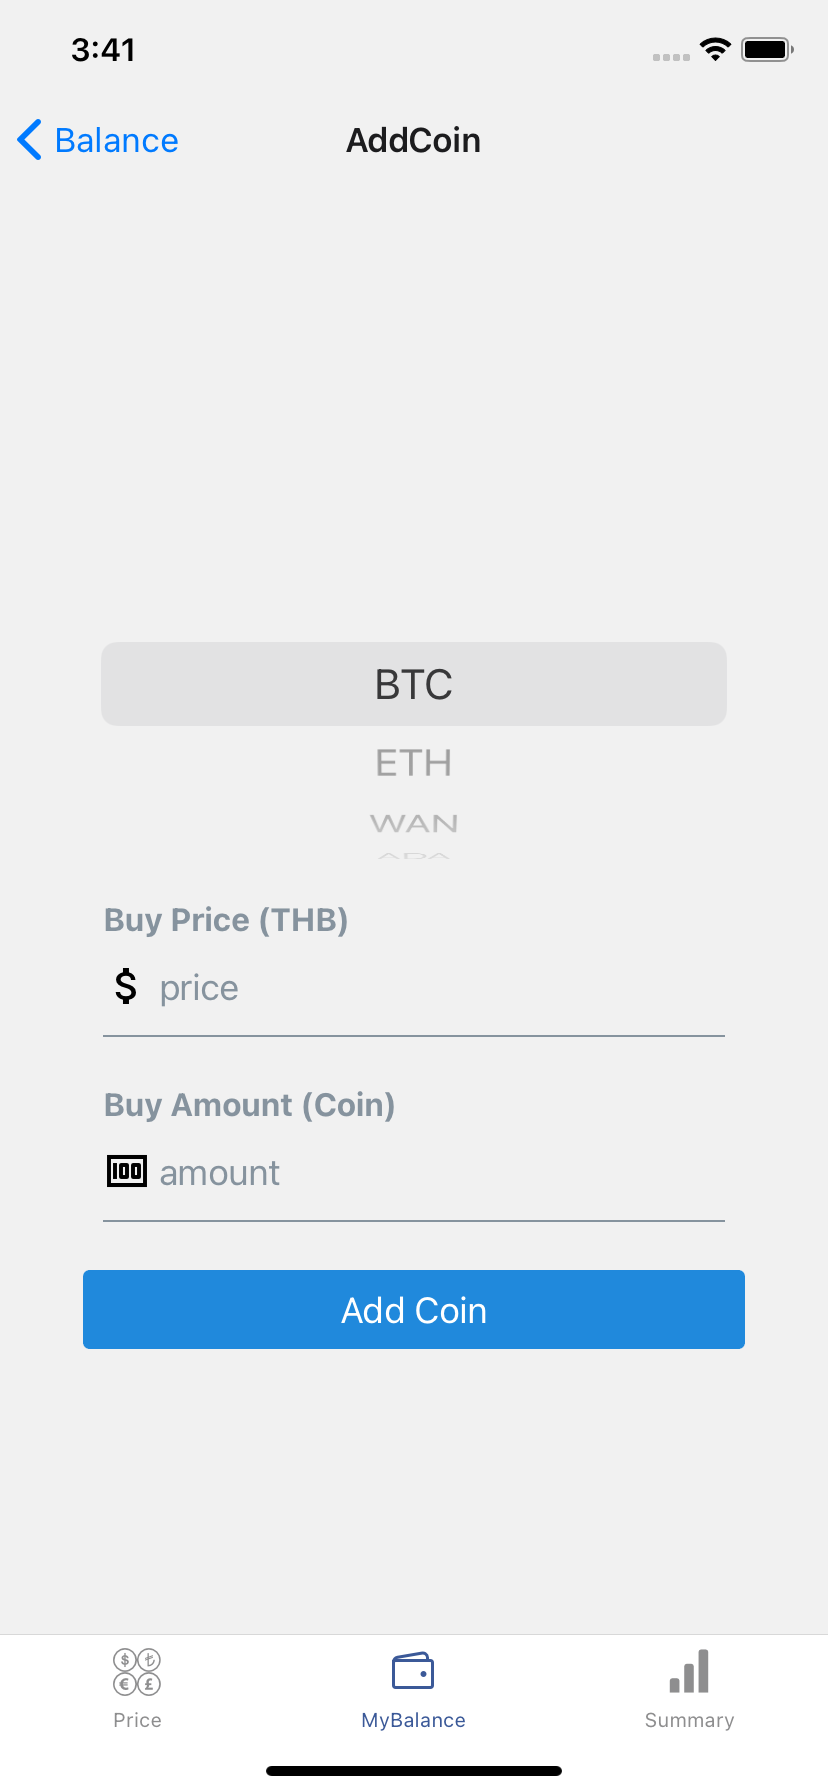 3:41
Balance
AddCoin
BTC
ETH
WAN
ADA
Buy Price (THB)
$ price
Buy Amount (Coin)
100 amount
Add Coin
$ ₺
€ £
Price
MyBalance
Summary